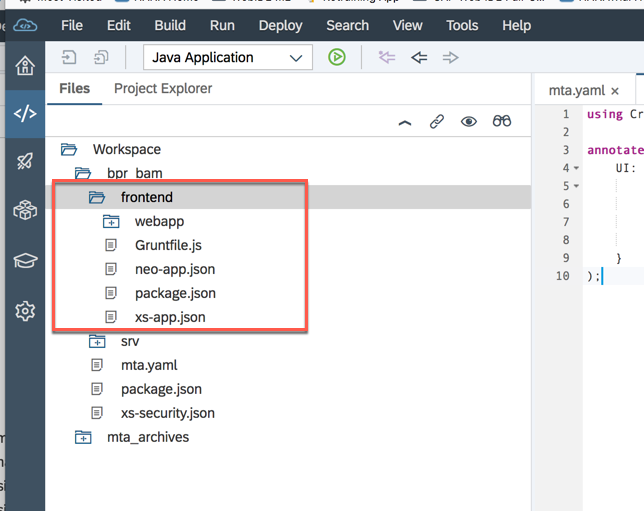 File Edit Build Run Deploy Search View Tools Help
Java Application
Files Project Explorer
mta.yaml ×
Workspace
bpr_bam
frontend
webapp
Gruntfile.js
neo-app.json
package.json
xs-app.json
srv
mta.yaml
package.json
xs-security.json
mta_archives
1 using Cr
2
3 annotate
4 UI:
5
6
7
8
9 }
10 );